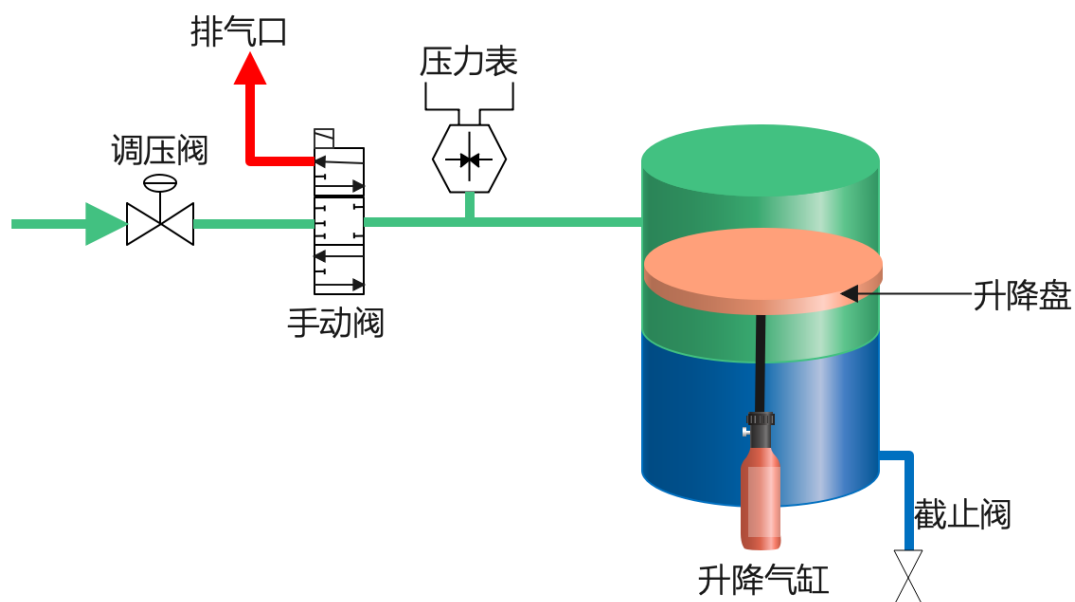 排气口
压力表
调压阀
手动阀
升降盘
截止阀
升降气缸